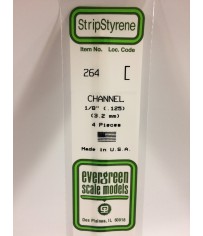 StripStyrene
Item No. Loc. Code
264 [
CHANNEL
1/8" (.125)
(3.2 mm)
4 Pieces
Made in U.S.A.
evergreen
scale models
Des Plaines, IL 60018